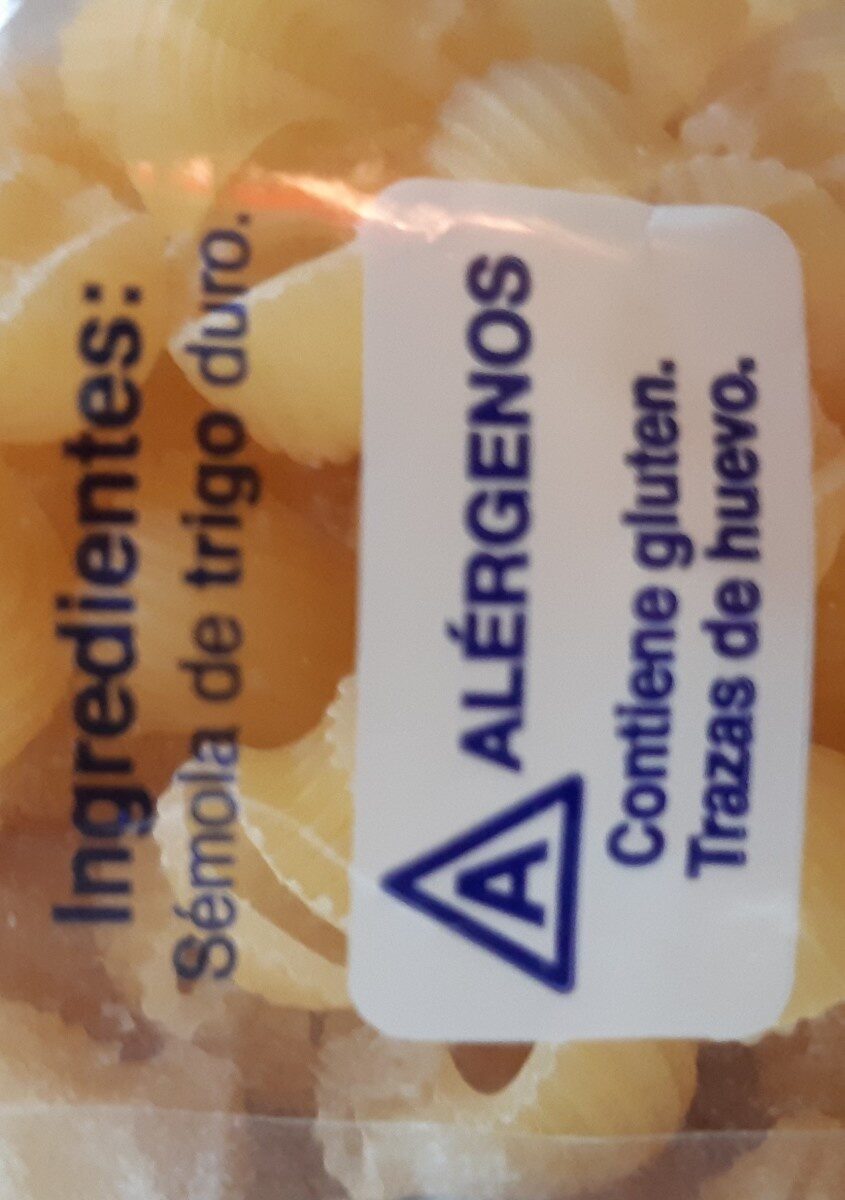 Ingredientes:
Sémola de trigo duro.
A ALÉRGENOS
Contiene gluten.
Trazas de huevo.